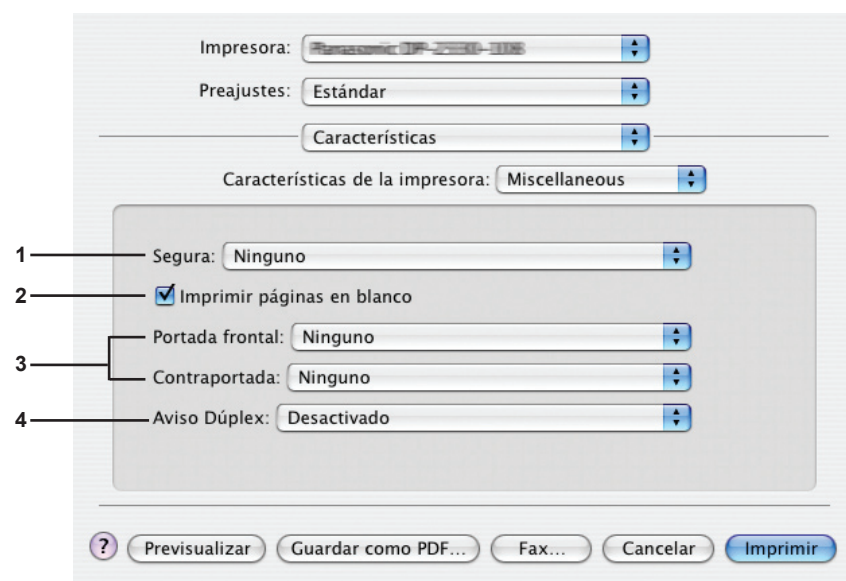 Impresora:
Preajustes: Estándar
Características
Características de la impresora: Miscellaneous
1 Segura: Ninguno
2 Imprimir páginas en blanco
3 Portada frontal: Ninguno
Contraportada: Ninguno
4 Aviso Dúplex: Desactivado
? Previsualizar Guardar como PDF... Fax... Cancelar Imprimir